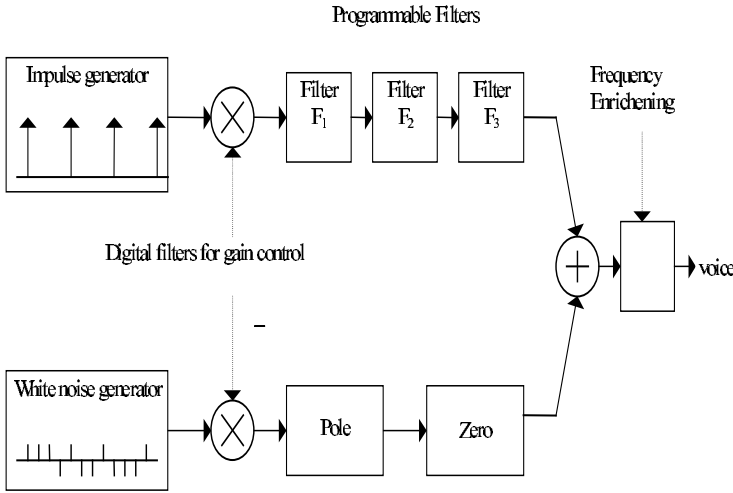 Programmable Filters
Impulse generator
Filter
F1
Filter
F2
Filter
F3
Frequency
Enrichening
Digital filters for gain control
voice
White noise generator
Pole
Zero